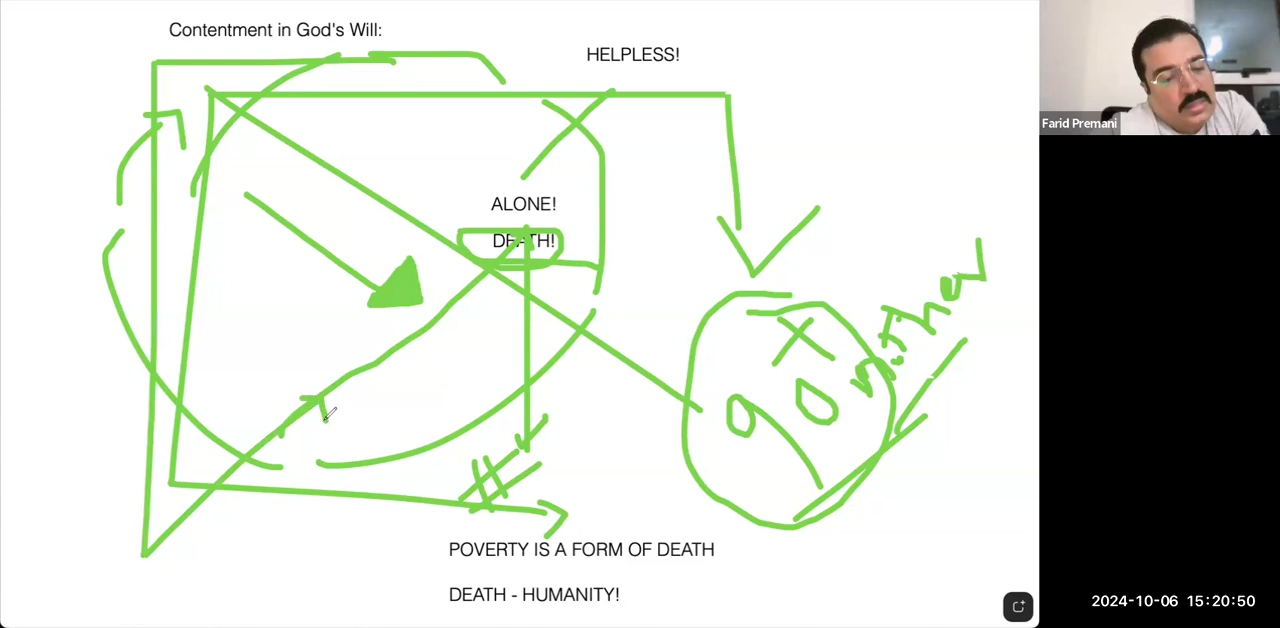 Contentment in God's Will:
HELPLESS!
ALONE!
DEATH!
POVERTY IS A FORM OF DEATH
DEATH - HUMANITY!
Farid Premani
2024-10-06 15:20:50